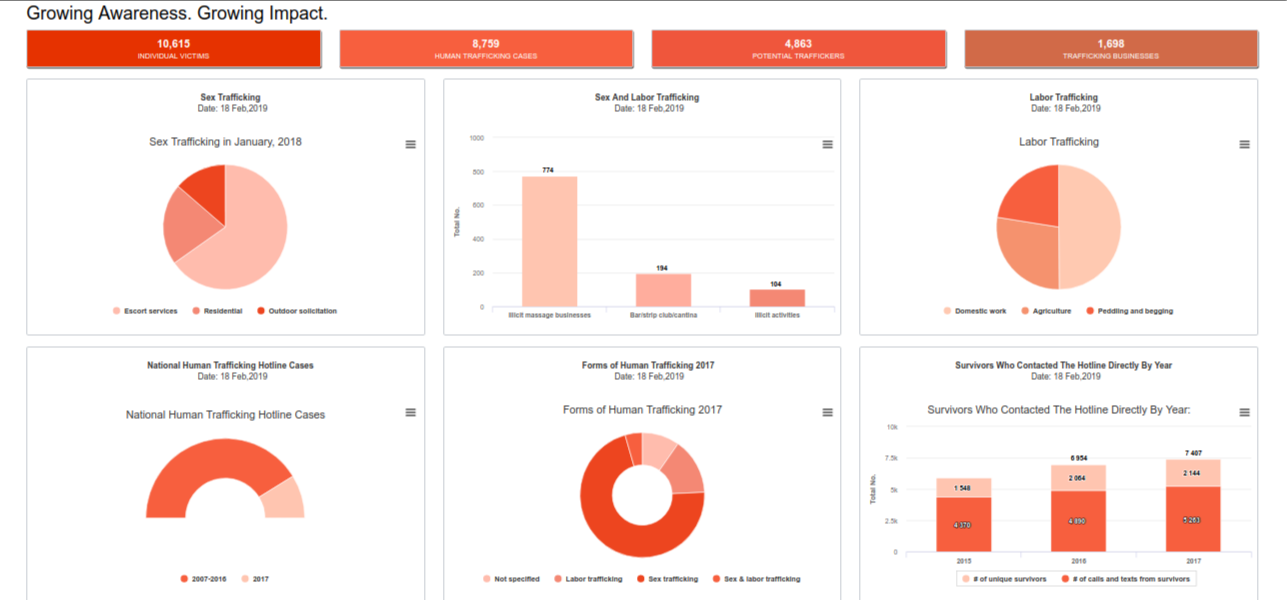 Growing Awareness. Growing Impact.
10,615
INDIVIDUAL VICTIMS
8,759
HUMAN TRAFFICKING CASES
4,863
POTENTIAL TRAFFICKERS
1,698
TRAFFICKING BUSINESSES
Sex Trafficking
Date: 18 Feb,2019
Sex Trafficking in January, 2018
Escort services
Residential
Outdoor solicitation
Sex And Labor Trafficking
Date: 18 Feb,2019
1000
800
600
400
200
0
Total No.
774
194
104
Illicit massage businesses
Bar/strip club/cantina
Illicit activities
Labor Trafficking
Date: 18 Feb,2019
Labor Trafficking
Domestic work
Agriculture
Peddling and begging
National Human Trafficking Hotline Cases
Date: 18 Feb,2019
National Human Trafficking Hotline Cases
2007-2016
2017
Forms of Human Trafficking 2017
Date: 18 Feb,2019
Forms of Human Trafficking 2017
Not specified
Labor trafficking
Sex trafficking
Sex & labor trafficking
Survivors Who Contacted The Hotline Directly By Year
Date: 18 Feb,2019
Survivors Who Contacted The Hotline Directly By Year:
10k
7.5k
5k
2.5k
0
Total No.
1 548
4 370
6 954
2 064
4 890
7 407
2 144
5 263
2015
2016
2017
# of unique survivors
# of calls and texts from survivors